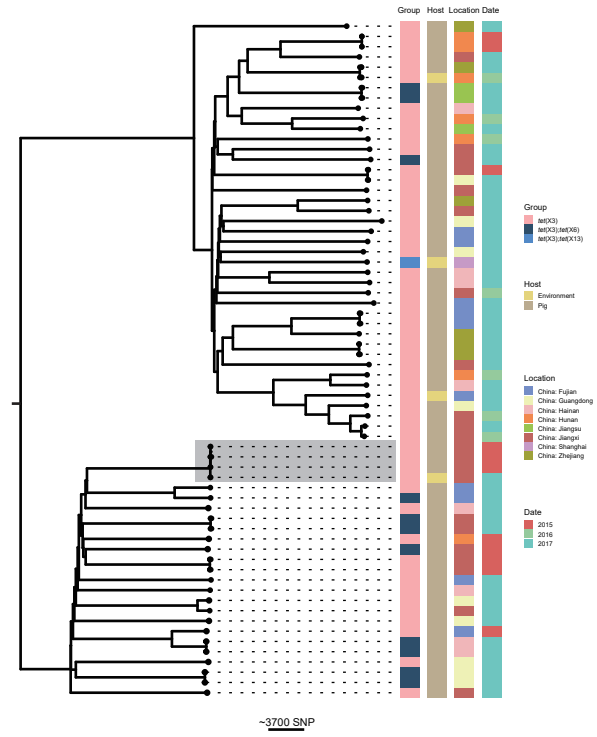 Group Host Location Date
Group
tet(X3)
tet(X3);tet(X6)
tet(X3);tet(X13)
Host
Environment
Pig
Location
China: Fujian
China: Guangdong
China: Hainan
China: Hunan
China: Jiangsu
China: Jiangxi
China: Shanghai
China: Zhejiang
Date
2015
2016
2017
~3700 SNP